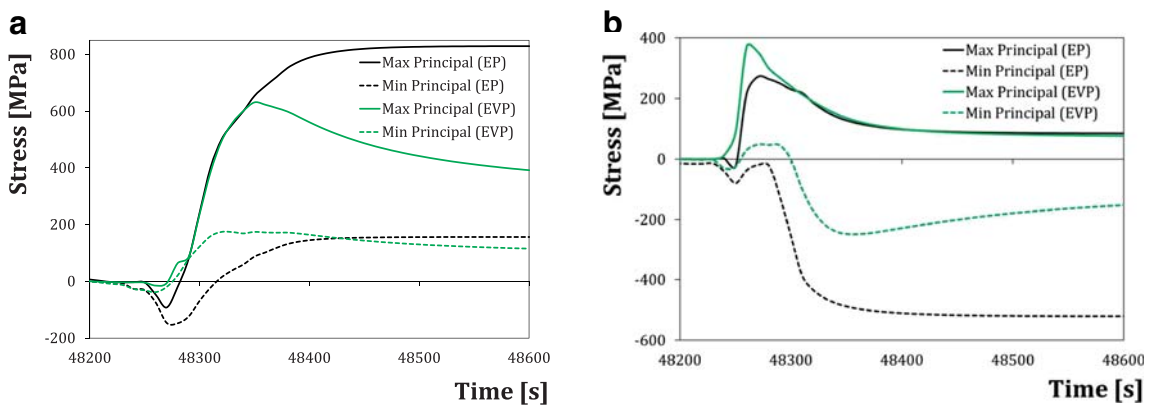 a
Stress [MPa]
800
600
400
200
0
-200
Max Principal (EP)
Min Principal (EP)
Max Principal (EVP)
Min Principal (EVP)
48200
48300
48400
48500
48600
Time [s]
b
Stress [MPa]
400
200
0
-200
-400
-600
Max Principal (EP)
Min Principal (EP)
Max Principal (EVP)
Min Principal (EVP)
48200
48300
48400
48500
48600
Time [s]